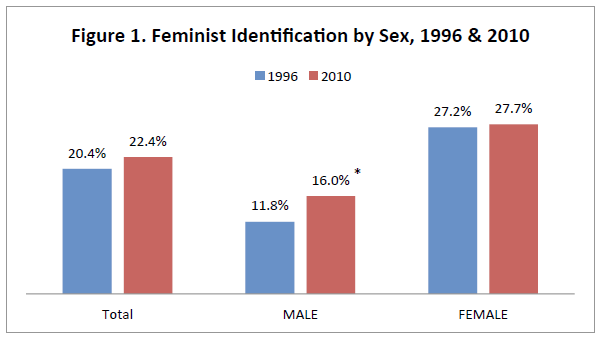 Figure 1. Feminist Identification by Sex, 1996 & 2010
1996 2010
20.4% 22.4% 11.8% 16.0% * 27.2% 27.7%
Total MALE FEMALE